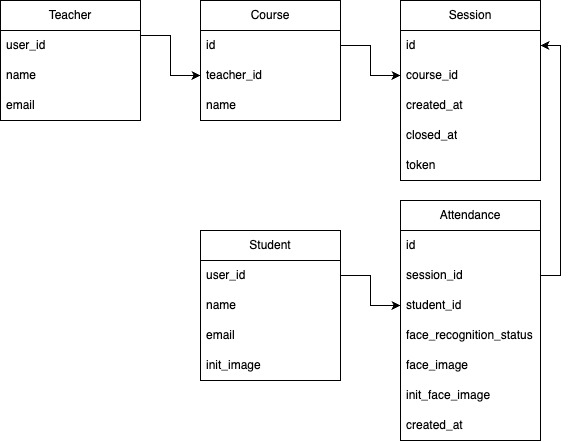 Teacher
user_id
name
email
Course
id
teacher_id
name
Session
id
course_id
created_at
closed_at
token
Student
user_id
name
email
init_image
Attendance
id
session_id
student_id
face_recognition_status
face_image
init_face_image
created_at